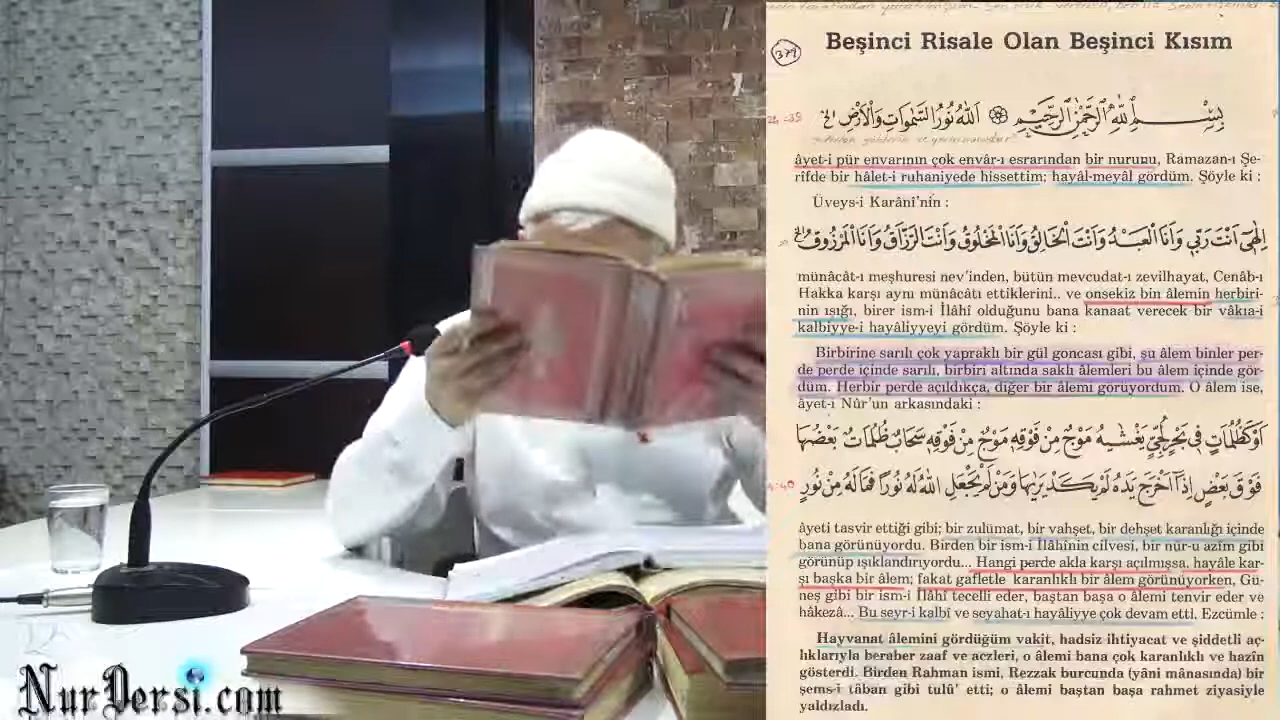 Beşinci Risale Olan Beşinci Kısım
379
24-35
بِسْمِ اللّٰهِ الرَّحْمٰنِ الرَّحِيمِ ❀ اَللّٰهُ نُورُ السَّمٰوَاتِ وَالْاَرْضِ الخ
âyet-i pür envarının çok envâr-ı esrarından bir nurunu, Ramazan-ı Şe-
rifde bir hâlet-i ruhaniyede hissettim; hayâl-meyâl gördüm. Şöyle ki :
Üveys-i Karânî'nin :
اِلٰهِى اَنْتَ رَبِّى وَاَنَا الْعَبْدُ وَاَنْتَ الْخَالِقُ وَاَنَا الْمَخْلُوقُ وَاَنْتَ الرَّزَّاقُ وَاَنَا الْمَرْزُوقُ الخ
münâcât-ı meşhuresi nev'inden, bütün mevcudat-ı zevilhayat, Cenâb-ı
Hakka karşı aynı münâcâtı ettiklerini.. ve onsekiz bin âlemin herbiri-
nin ışığı, birer ism-i İlâhî olduğunu bana kanaat verecek bir vâkıa-i
kalbiyye-i hayâliyyeyi gördüm. Şöyle ki :
Birbirine sarılı çok yapraklı bir gül goncası gibi, şu âlem binler per-
de perde içinde sarılı, birbiri altında saklı âlemleri bu âlem içinde gör-
düm. Herbir perde açıldıkça, diğer bir âlemi görüyordum. O âlem ise,
âyet-i Nûr'un arkasındaki :
اَوْ كَظُلُمَاتٍ فِى بَحْرٍ لُجِّىٍّ يَغْشٰيهُ مَوْجٌ مِنْ فَوْقِهِ مَوْجٌ مِنْ فَوْقِهِ سَحَابٌ ظُلُمَاتٌ بَعْضُهَا
فَوْقَ بَعْضٍ اِذَٓا اَخْرَجَ يَدَهُ لَمْ يَكَدْ يَرٰيهَا وَمَنْ لَمْ يَجْعَلِ اللّٰهُ لَهُ نُورًا فَمَا لَهُ مِنْ نُورٍ
:40
âyeti tasvir ettiği gibi; bir zulümat, bir vahşet, bir dehşet karanlığı içinde
bana görünüyordu. Birden bir ism-i İlâhînin cilvesi, bir nur-u azîm gibi
görünüp ışıklandırıyordu... Hangi perde akla karşı açılmışsa, hayâle kar-
şı başka bir âlem; fakat gafletle karanlıklı bir âlem görünüyorken, Gü-
neş gibi bir ism-i İlâhî tecelli eder, baştan başa o âlemi tenvir eder ve
hâkezâ... Bu seyr-i kalbî ve seyahat-ı hayâliyye çok devam etti. Ezcümle :
Hayvanat âlemini gördüğüm vakit, hadsiz ihtiyacat ve şiddetli aç-
lıklarıyla beraber zaaf ve aczleri, o âlemi bana çok karanlıklı ve hazîn
gösterdi. Birden Rahman ismi, Rezzak burcunda (yâni mânasında) bir
şems-i tâban gibi tulû' etti; o âlemi baştan başa rahmet ziyasiyle
yaldızladı.
NurDersi.com